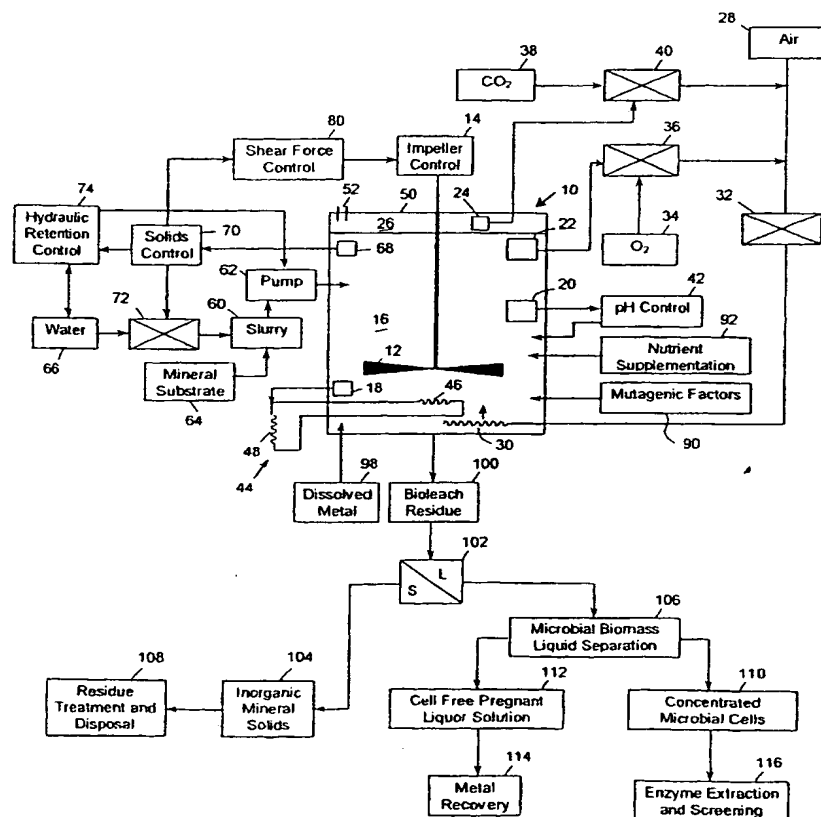 28
Air
38
CO2
40
80
Shear Force
Control
14
Impeller
Control
36
74
Hydraulic
Retention
Control
70
Solids
Control
52
50
24
10
32
26
22
34
O2
68
62
Pump
20
42
pH Control
72
60
Slurry
16
92
Nutrient
Supplementation
Water
66
12
Mineral
Substrate
64
18
46
Mutagenic Factors
90
48
30
44
98
Dissolved
Metal
100
Bioleach
Residue
102
S
L
106
Microbial Biomass
Liquid Separation
108
Residue
Treatment and
Disposal
104
Inorganic
Mineral
Solids
112
Cell Free Pregnant
Liquor Solution
110
Concentrated
Microbial Cells
114
Metal
Recovery
116
Enzyme Extraction
and Screening